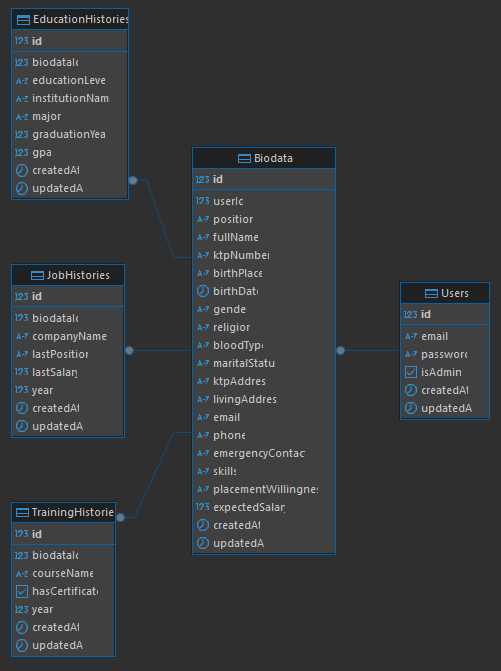 EducationHistories
123 id
123 biodataId
A-Z educationLeve
A-Z institutionNam
A-Z major
123 graduationYea
123 gpa
createdAt
updatedA
JobHistories
123 id
123 biodataId
A-Z companyName
A-Z lastPosition
123 lastSalary
123 year
createdAt
updatedA
TrainingHistorie
123 id
123 biodataId
A-Z courseName
hasCertificate
123 year
createdAt
updatedA
Biodata
123 id
123 userId
A-Z position
A-Z fullName
A-Z ktpNumber
A-Z birthPlace
birthDate
A-Z gende
A-Z religion
A-Z bloodType
A-Z maritalStatu
A-Z ktpAddres
A-Z livingAddres
A-Z email
A-Z phone
A-Z emergencyContac
A-Z skills
A-Z placementWillingnes
123 expectedSalary
createdAt
updatedA
Users
123 id
A-Z email
A-Z password
isAdmin
createdAt
updatedA